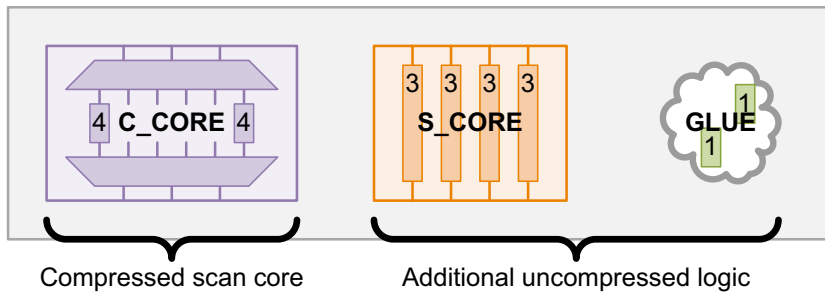 3 3 3 3
4 C_CORE 4
S_CORE
1
GLUE
1
Compressed scan core
Additional uncompressed logic